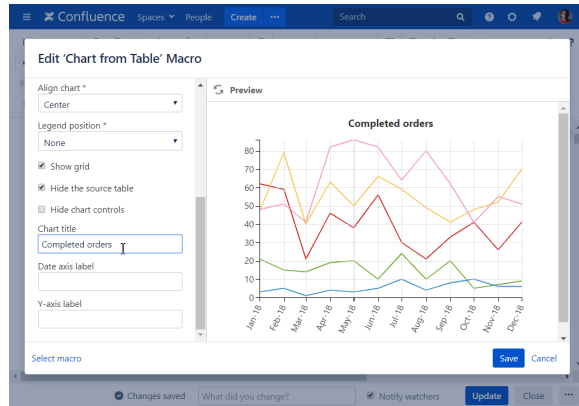 Confluence Spaces People Create ··· Search
Edit 'Chart from Table' Macro
Align chart *
Center
Legend position *
None
Show grid
Hide the source table
Hide chart controls
Chart title
Completed orders
Date axis label
Y-axis label
Preview
Completed orders
80
70
60
50
40
30
20
10
0
Jan-18 Feb-18 Mar-18 Apr-18 May-18 Jun-18 Jul-18 Aug-18 Sep-18 Oct-18 Nov-18 Dec-18
Select macro
Save Cancel
Changes saved What did you change? Notify watchers Update Close ···